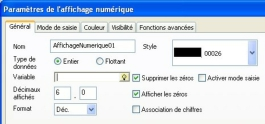 Paramètres de l'affichage numérique
Général Mode de saisie Couleur Visibilité Fonctions avancées
Nom AffichageNumerique01 Style 00026
Type de données Entier Flottant
Variable Supprimer les zéros Activer mode saisie
Décimaux affichés 6 . 0 Afficher les zéros
Format Déc. Association de chiffres